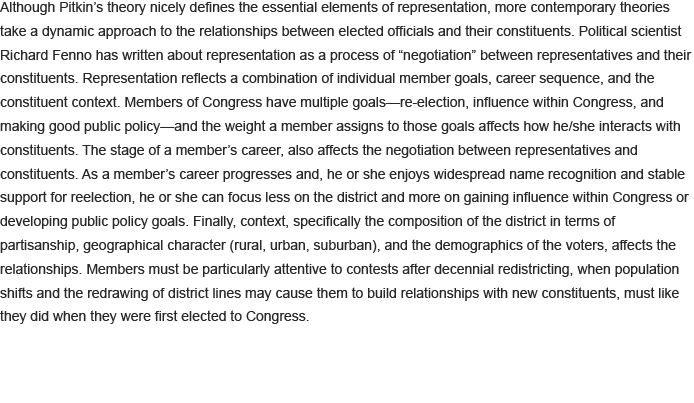 Although Pitkin’s theory nicely defines the essential elements of representation, more contemporary theories
take a dynamic approach to the relationships between elected officials and their constituents. Political scientist
Richard Fenno has written about representation as a process of “negotiation” between representatives and their
constituents. Representation reflects a combination of individual member goals, career sequence, and the
constituent context. Members of Congress have multiple goals—re-election, influence within Congress, and
making good public policy—and the weight a member assigns to those goals affects how he/she interacts with
constituents. The stage of a member’s career, also affects the negotiation between representatives and
constituents. As a member’s career progresses and, he or she enjoys widespread name recognition and stable
support for reelection, he or she can focus less on the district and more on gaining influence within Congress or
developing public policy goals. Finally, context, specifically the composition of the district in terms of
partisanship, geographical character (rural, urban, suburban), and the demographics of the voters, affects the
relationships. Members must be particularly attentive to contests after decennial redistricting, when population
shifts and the redrawing of district lines may cause them to build relationships with new constituents, must like
they did when they were first elected to Congress.